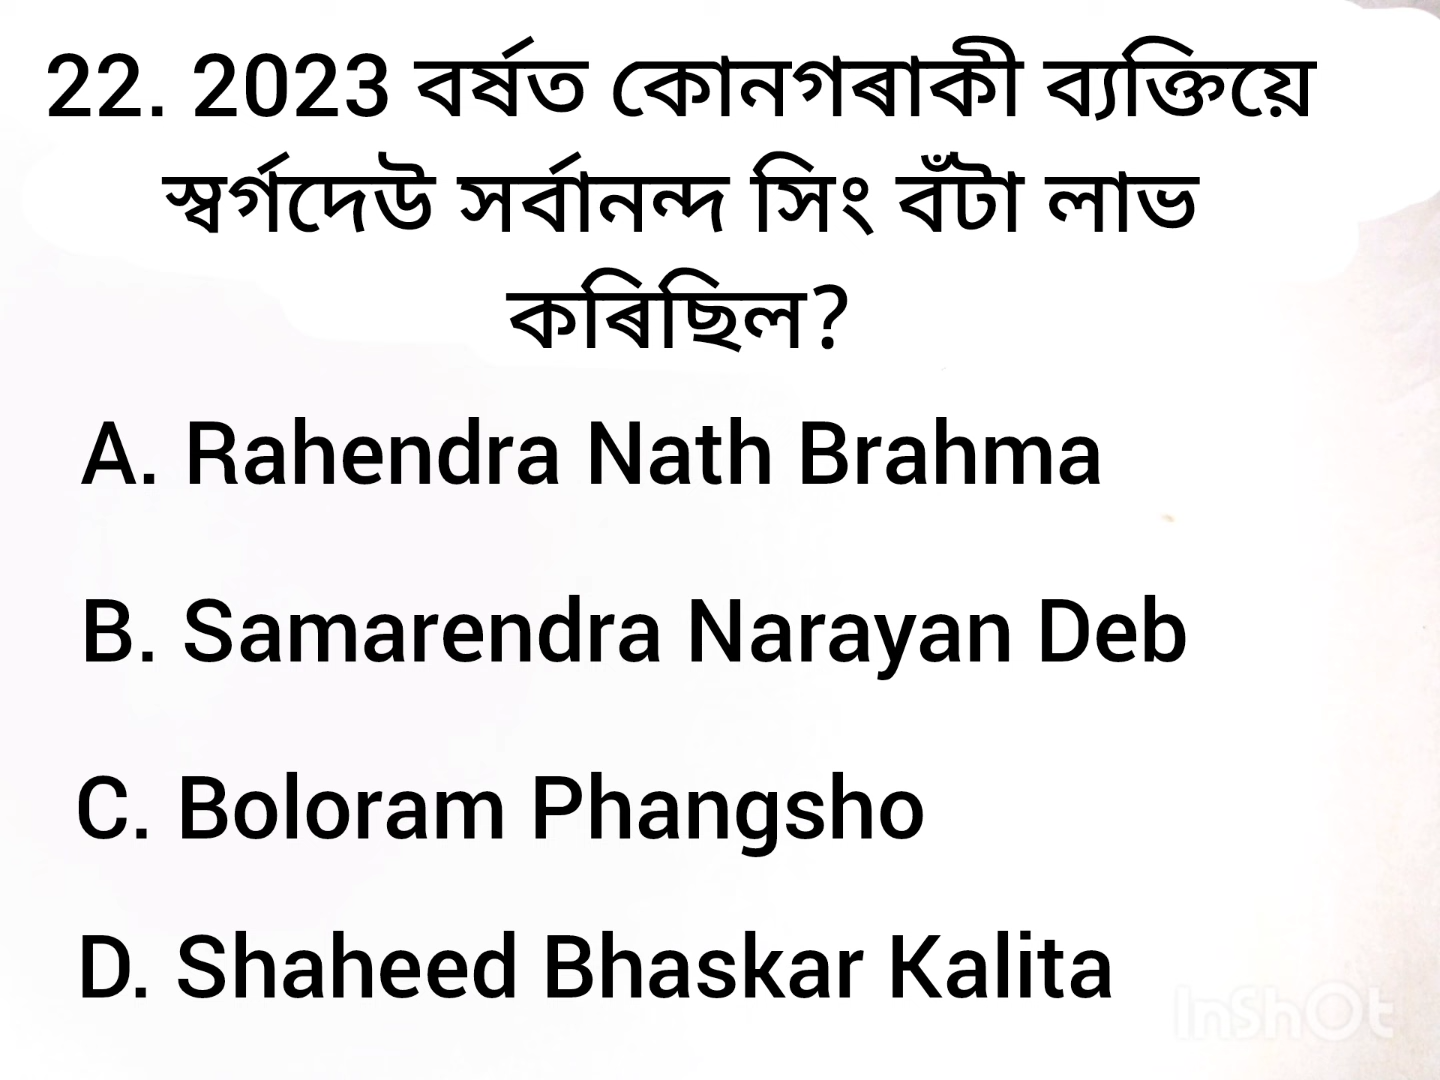 22. 2023 বৰ্ষত কোনগৰাকী ব্যক্তিয়ে
স্বৰ্গদেউ সৰ্বানন্দ সিং বঁটা লাভ
কৰিছিল?
A. Rahendra Nath Brahma
B. Samarendra Narayan Deb
C. Boloram Phangsho
D. Shaheed Bhaskar Kalita
InShOt